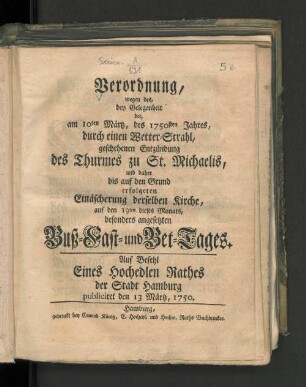 Verordnung,
wegen des,
bey Gelegenheit
der,
am 10ten Märtz, des 1750sten Jahres,
durch einen Wetter-Strahl,
geschehenen Entzündung
des Thurmes zu St. Michaelis,
und daher
bis auf den Grund
erfolgeten
Einäscherung derselben Kirche,
auf den 19ten dieses Monats,
besonders angesetzten
Buß-Fast-und Bet-Tages.
Auf Befehl
Eines Hochedlen Rathes
der Stadt Hamburg
publiciret den 13 Märtz, 1750.
Hamburg,
gedruckt bey Conrad König, E. Hochedl. und Hochw. Raths Buchdrucker.